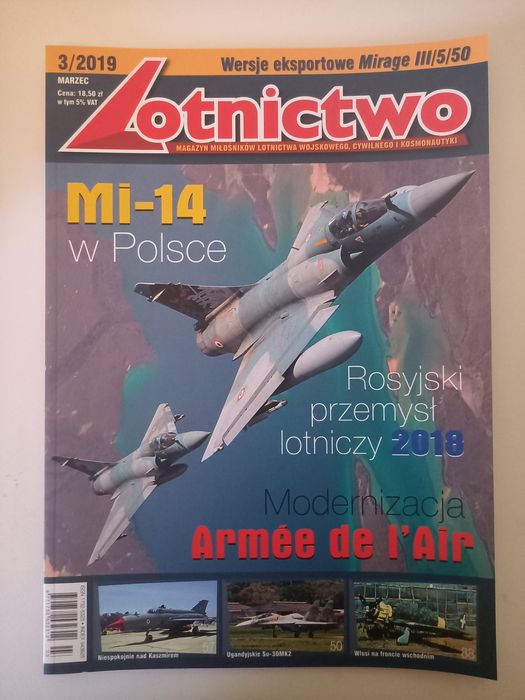 3/2019
MARZEC
Cena: 18,50 zł
w tym 5% VAT
Wersje eksportowe Mirage III/5/50
Lotnictwo
MAGAZYN MIŁOŚNIKÓW LOTNICTWA WOJSKOWEGO, CYWILNEGO I KOSMONAUTYKI
Mi-14
w Polsce
Rosyjski
przemysł
lotniczy 2018
Modernizacja
Armée de l'Air
Niespokojnie nad Kaszmirem
Ugandyjskie Su-30MK2
50
Włosi na froncie wschodnim
88